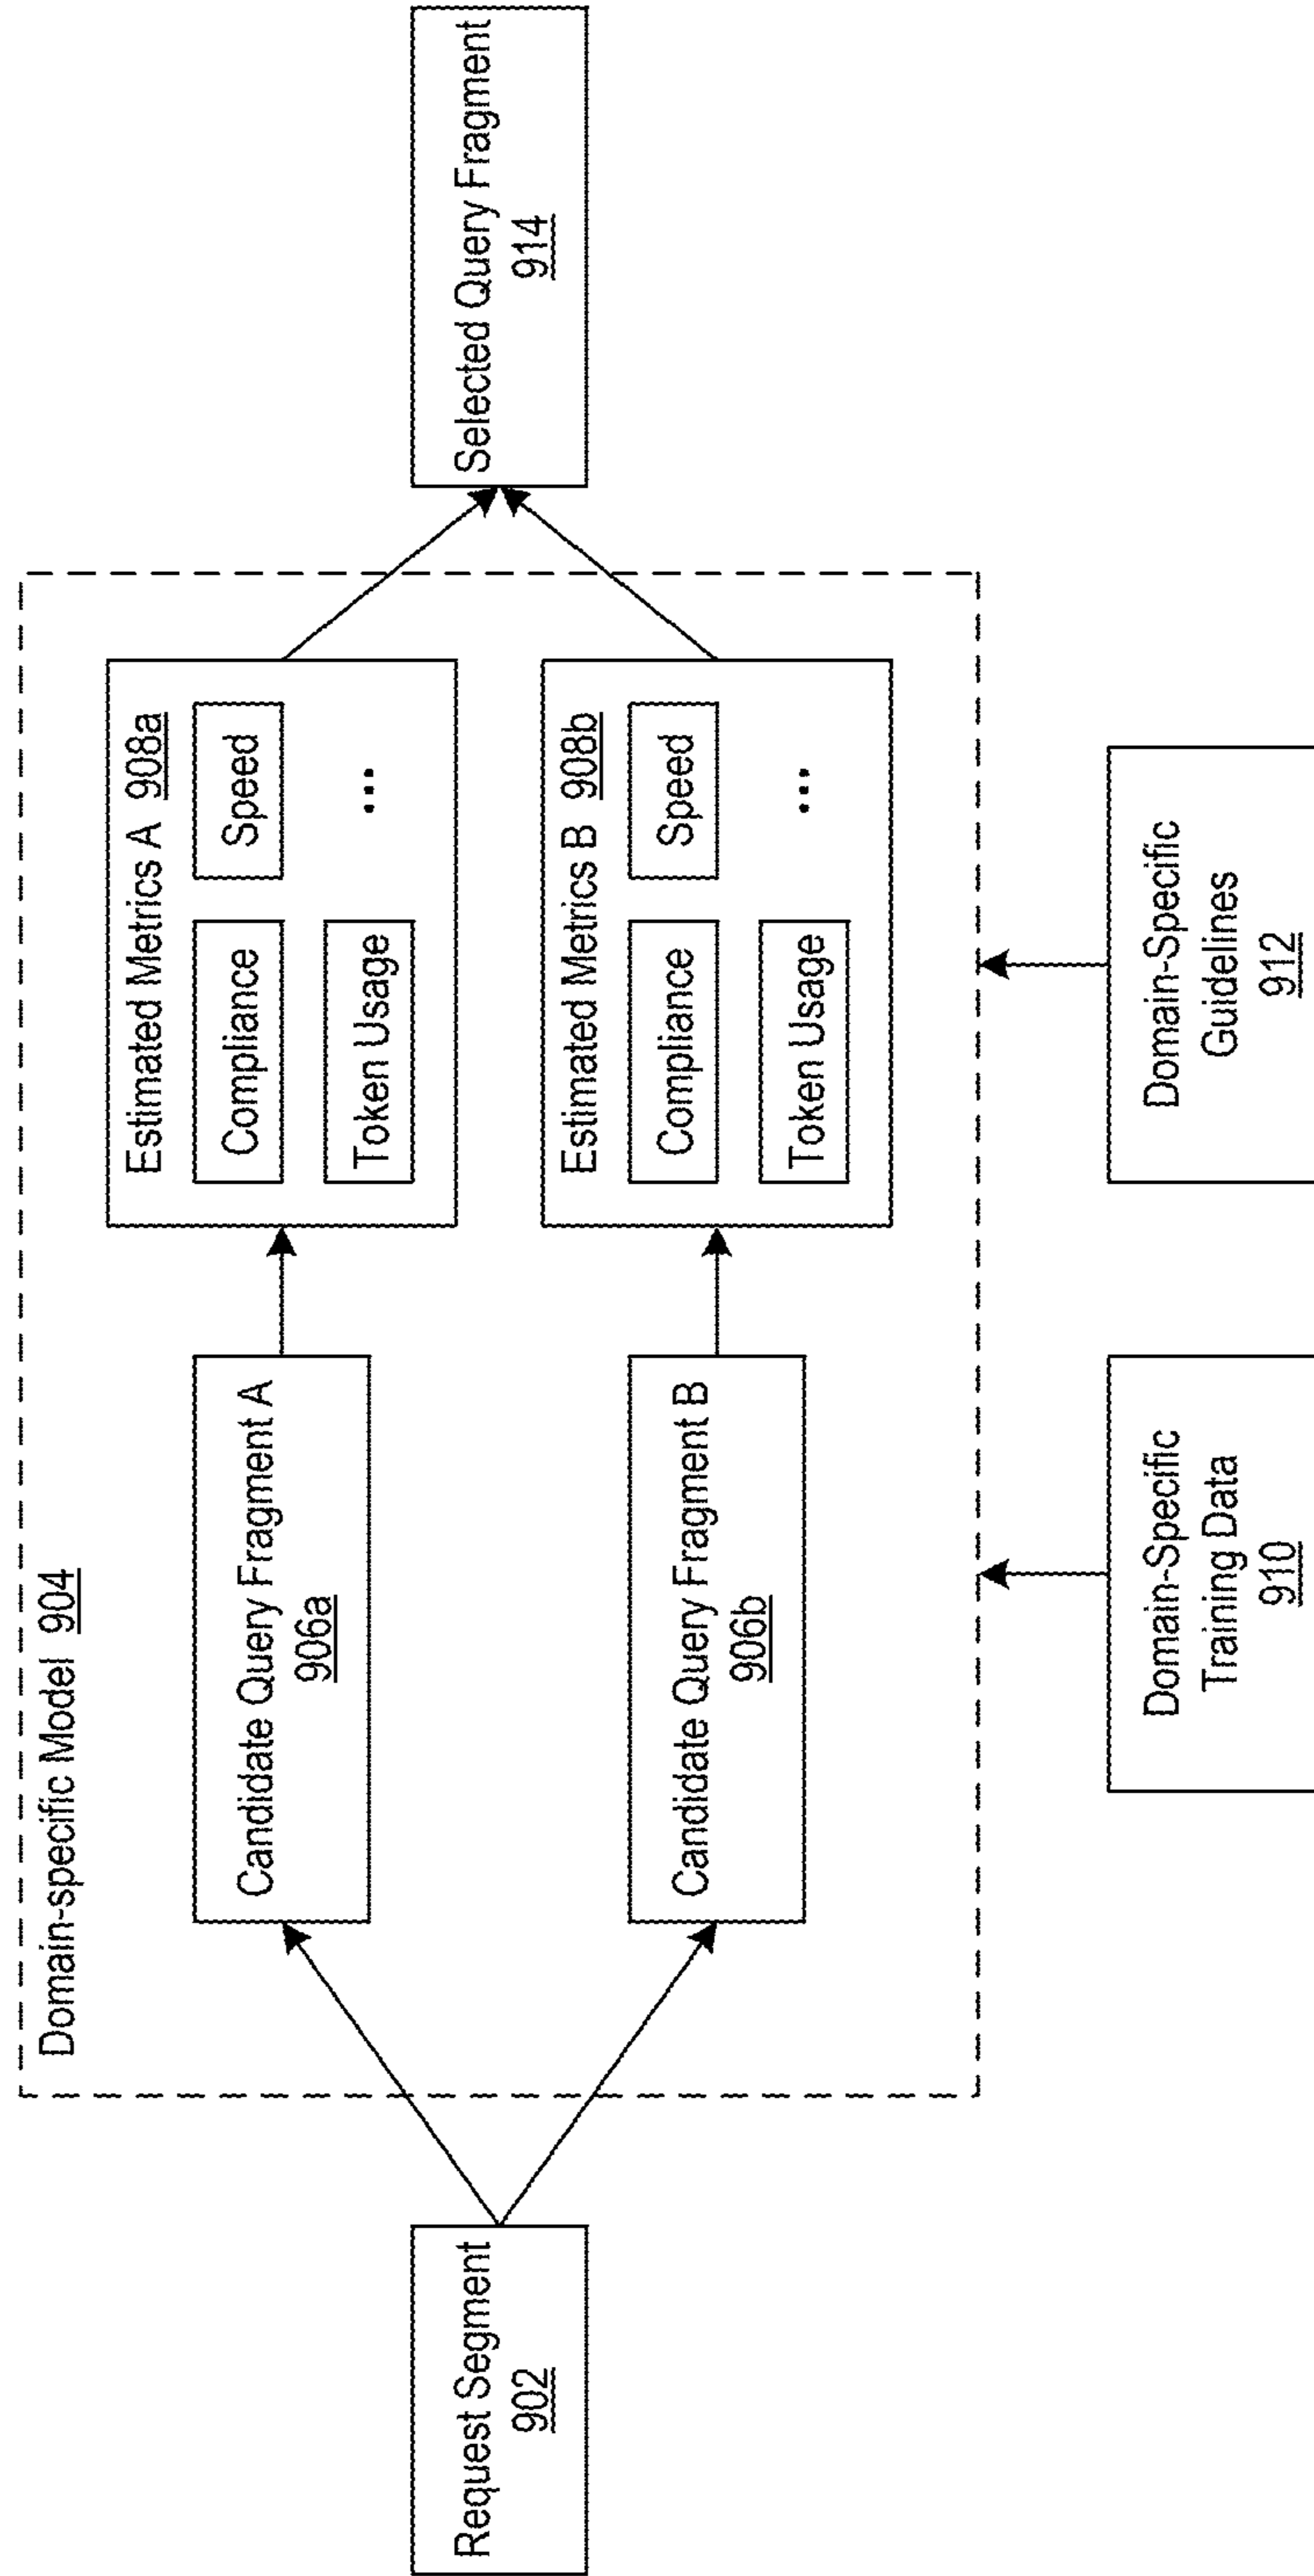 Domain-specific Model 904
Request Segment
902
Candidate Query Fragment A
906a
Candidate Query Fragment B
906b
Estimated Metrics A 908a
Compliance
Speed
Token Usage
...
Estimated Metrics B 908b
Compliance
Speed
Token Usage
...
Selected Query Fragment
914
Domain-Specific
Training Data
910
Domain-Specific
Guidelines
912